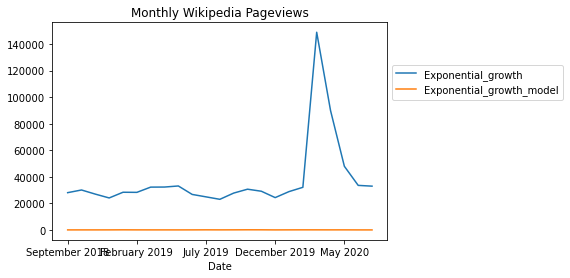 Monthly Wikipedia Pageviews
140000
120000
100000
80000
60000
40000
20000
0
September 2018
February 2019
July 2019
December 2019
May 2020
Date
Exponential_growth
Exponential_growth_model